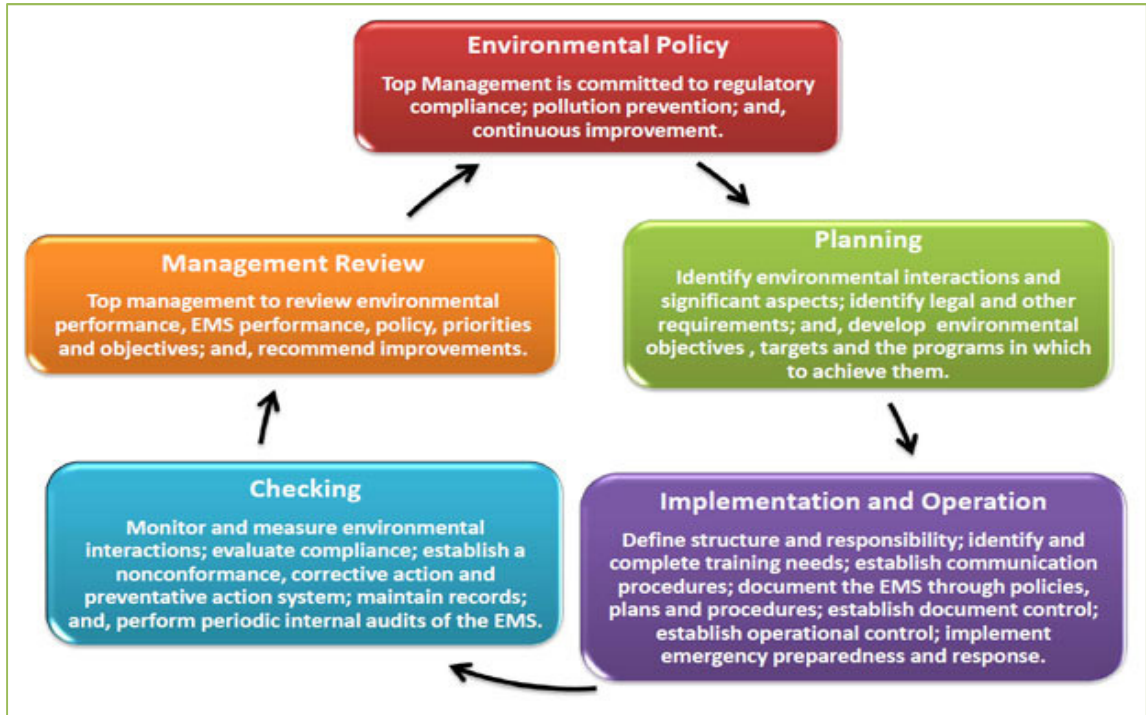 Environmental Policy
Top Management is committed to regulatory
compliance; pollution prevention; and,
continuous improvement.
Planning
Identify environmental interactions and
significant aspects; identify legal and other
requirements; and, develop environmental
objectives , targets and the programs in which
to achieve them.
Implementation and Operation
Define structure and responsibility; identify and
complete training needs; establish communication
procedures; document the EMS through policies,
plans and procedures; establish document control;
establish operational control; implement
emergency preparedness and response.
Checking
Monitor and measure environmental
interactions; evaluate compliance; establish a
nonconformance, corrective action and
preventative action system; maintain records;
and, perform periodic internal audits of the EMS.
Management Review
Top management to review environmental
performance, EMS performance, policy, priorities
and objectives; and, recommend improvements.